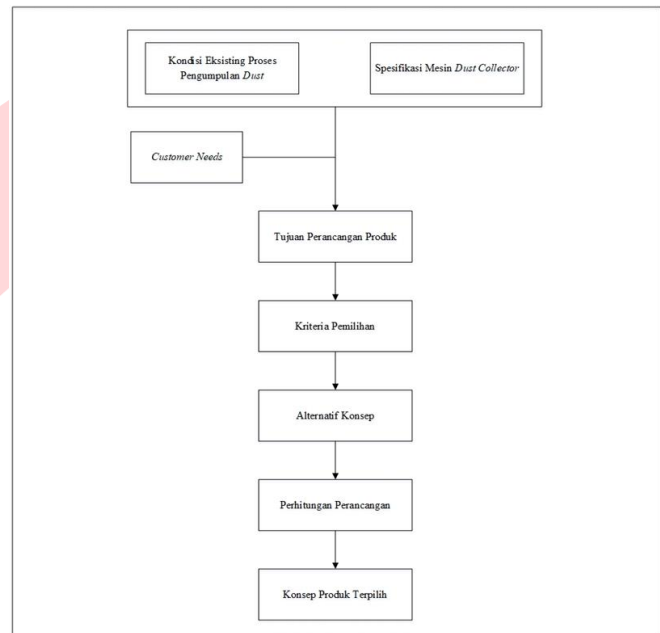 Kondisi Eksisting Proses
Pengumpulan Dust
Spesifikasi Mesin Dust Collector
Customer Needs
Tujuan Perancangan Produk
Kriteria Pemilihan
Alternatif Konsep
Perhitungan Perancangan
Konsep Produk Terpilih